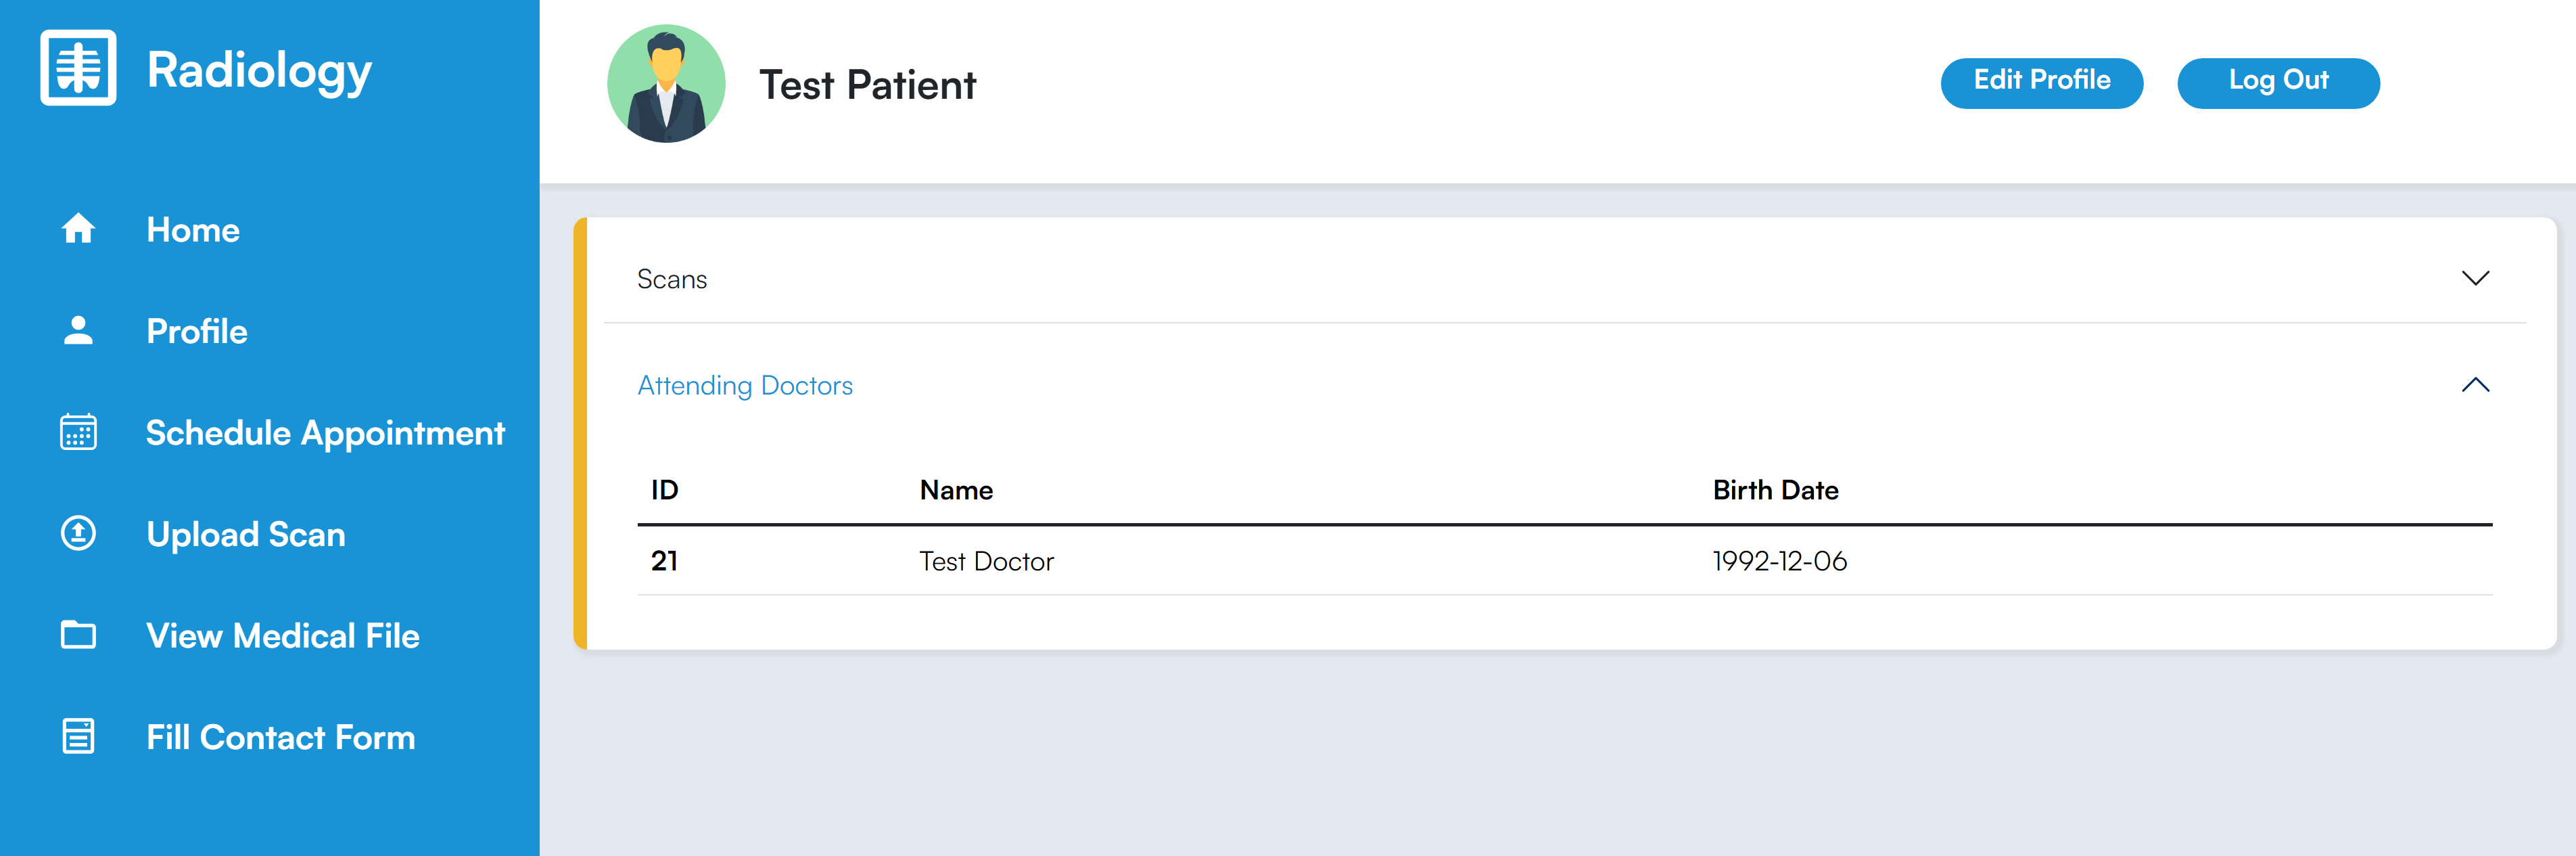 Radiology
Home
Profile
Schedule Appointment
Upload Scan
View Medical File
Fill Contact Form
Test Patient
Edit Profile
Log Out
Scans
Attending Doctors
ID Name Birth Date
21 Test Doctor 1992-12-06